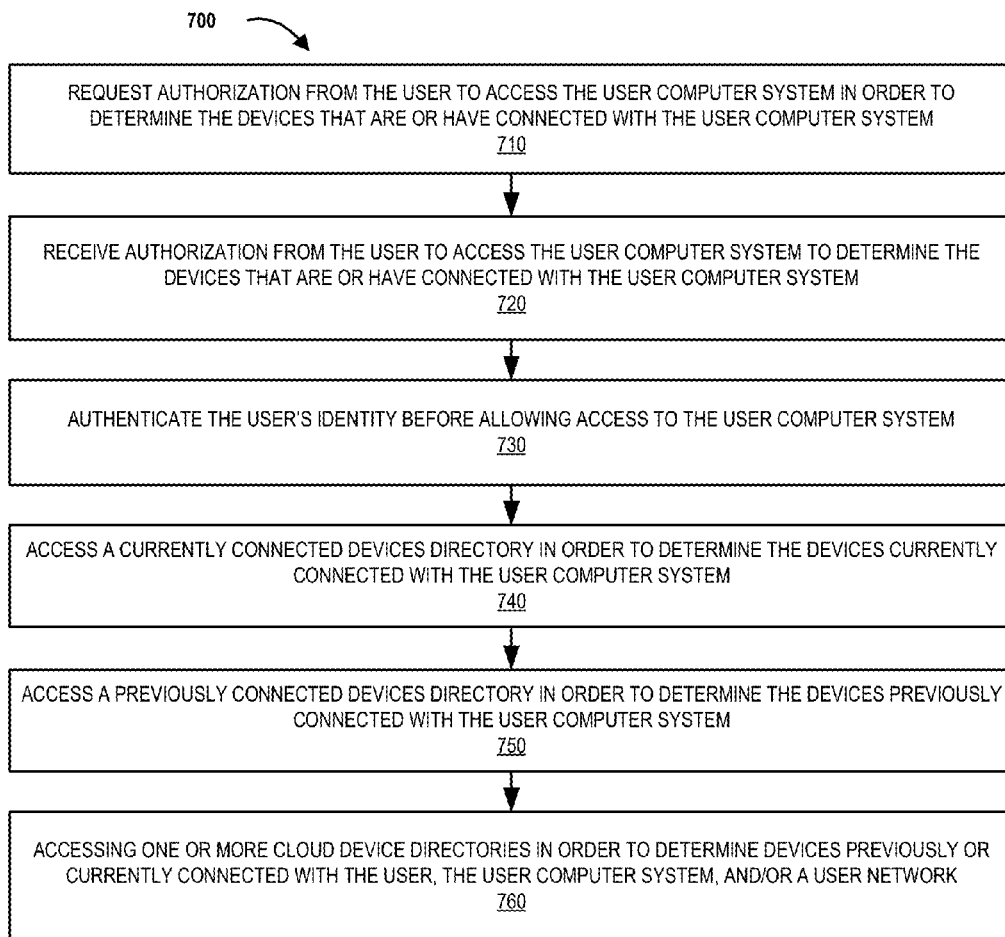 700
REQUEST AUTHORIZATION FROM THE USER TO ACCESS THE USER COMPUTER SYSTEM IN ORDER TO
DETERMINE THE DEVICES THAT ARE OR HAVE CONNECTED WITH THE USER COMPUTER SYSTEM
710
RECEIVE AUTHORIZATION FROM THE USER TO ACCESS THE USER COMPUTER SYSTEM TO DETERMINE THE
DEVICES THAT ARE OR HAVE CONNECTED WITH THE USER COMPUTER SYSTEM
720
AUTHENTICATE THE USER'S IDENTITY BEFORE ALLOWING ACCESS TO THE USER COMPUTER SYSTEM
730
ACCESS A CURRENTLY CONNECTED DEVICES DIRECTORY IN ORDER TO DETERMINE THE DEVICES CURRENTLY
CONNECTED WITH THE USER COMPUTER SYSTEM
740
ACCESS A PREVIOUSLY CONNECTED DEVICES DIRECTORY IN ORDER TO DETERMINE THE DEVICES PREVIOUSLY
CONNECTED WITH THE USER COMPUTER SYSTEM
750
ACCESSING ONE OR MORE CLOUD DEVICE DIRECTORIES IN ORDER TO DETERMINE DEVICES PREVIOUSLY OR
CURRENTLY CONNECTED WITH THE USER, THE USER COMPUTER SYSTEM, AND/OR A USER NETWORK
760